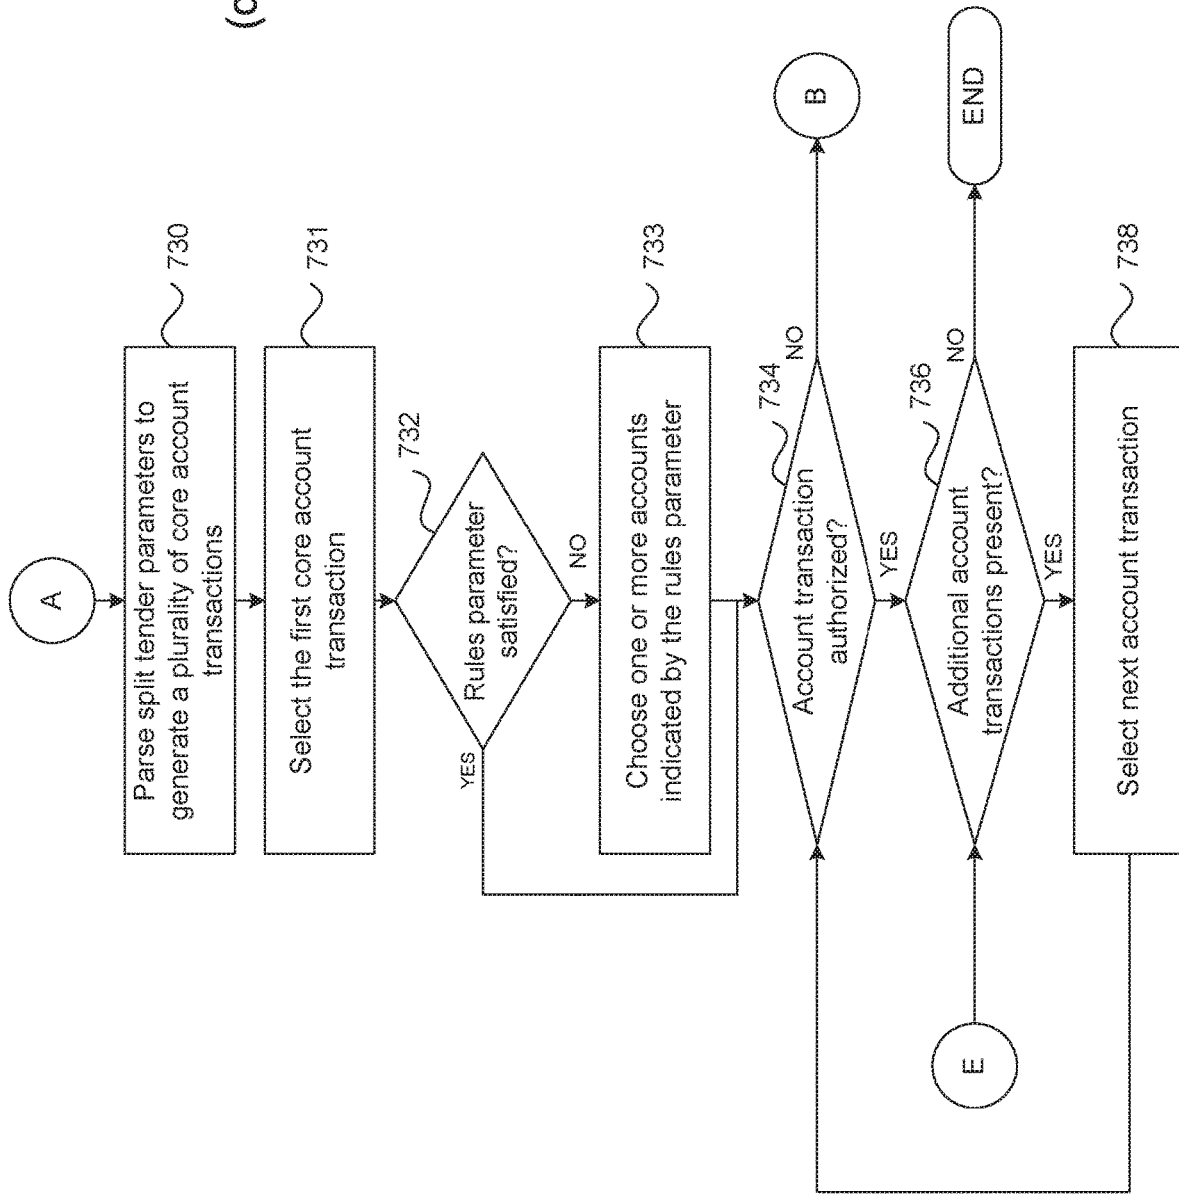 (c
A
Parse split tender parameters to
generate a plurality of core account
transactions
730
Select the first core account
transaction
731
732
Rules parameter
satisfied?
YES
NO
Choose one or more accounts
indicated by the rules parameter
733
734
Account transaction
authorized?
NO
B
YES
736
Additional account
transactions present?
NO
END
E
YES
Select next account transaction
738